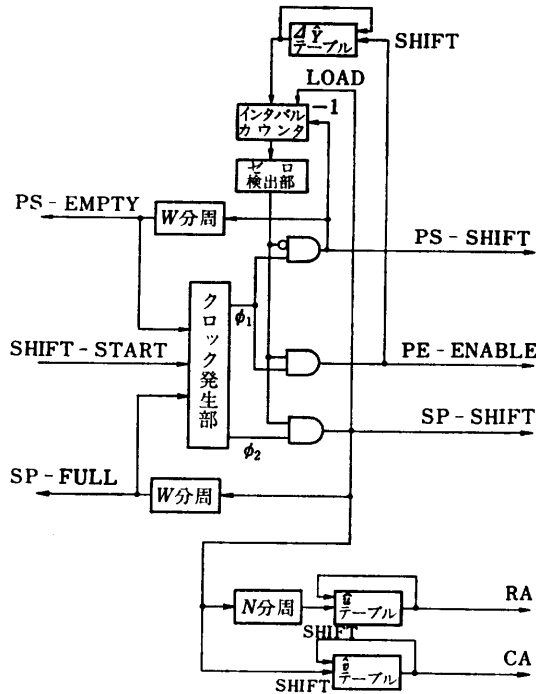 ΔŶ
テーブル
SHIFT
LOAD
インタバル
カウンタ
−1
ゼロ
検出部
PS-EMPTY
W分周
PS-SHIFT
クロック発生部
φ1
SHIFT-START
PE-ENABLE
SP-SHIFT
φ2
SP-FULL
W分周
N分周
û
テーブル
RA
SHIFT
v̂
テーブル
CA
SHIFT